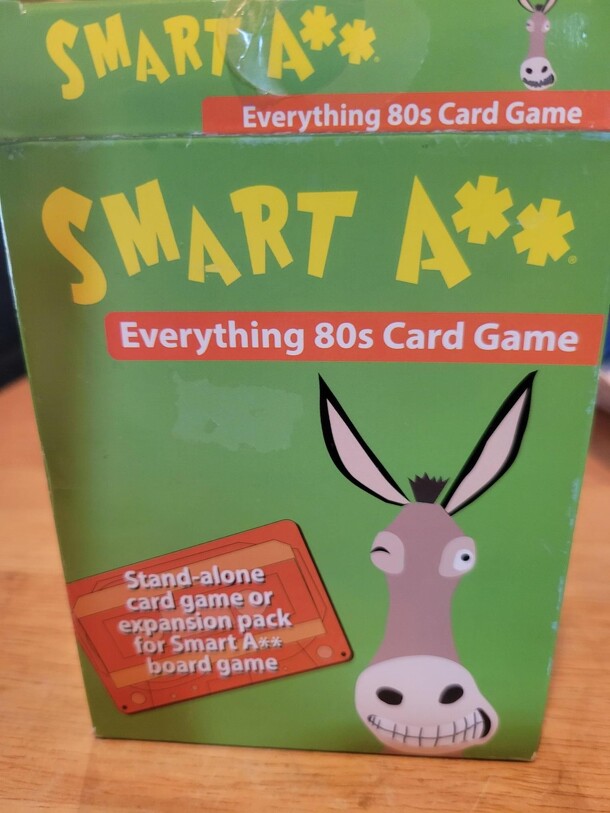 SMART A**
Everything 80s Card Game
SMART A**®
Everything 80s Card Game
Stand-alone
card game or
expansion pack
for Smart A**
board game